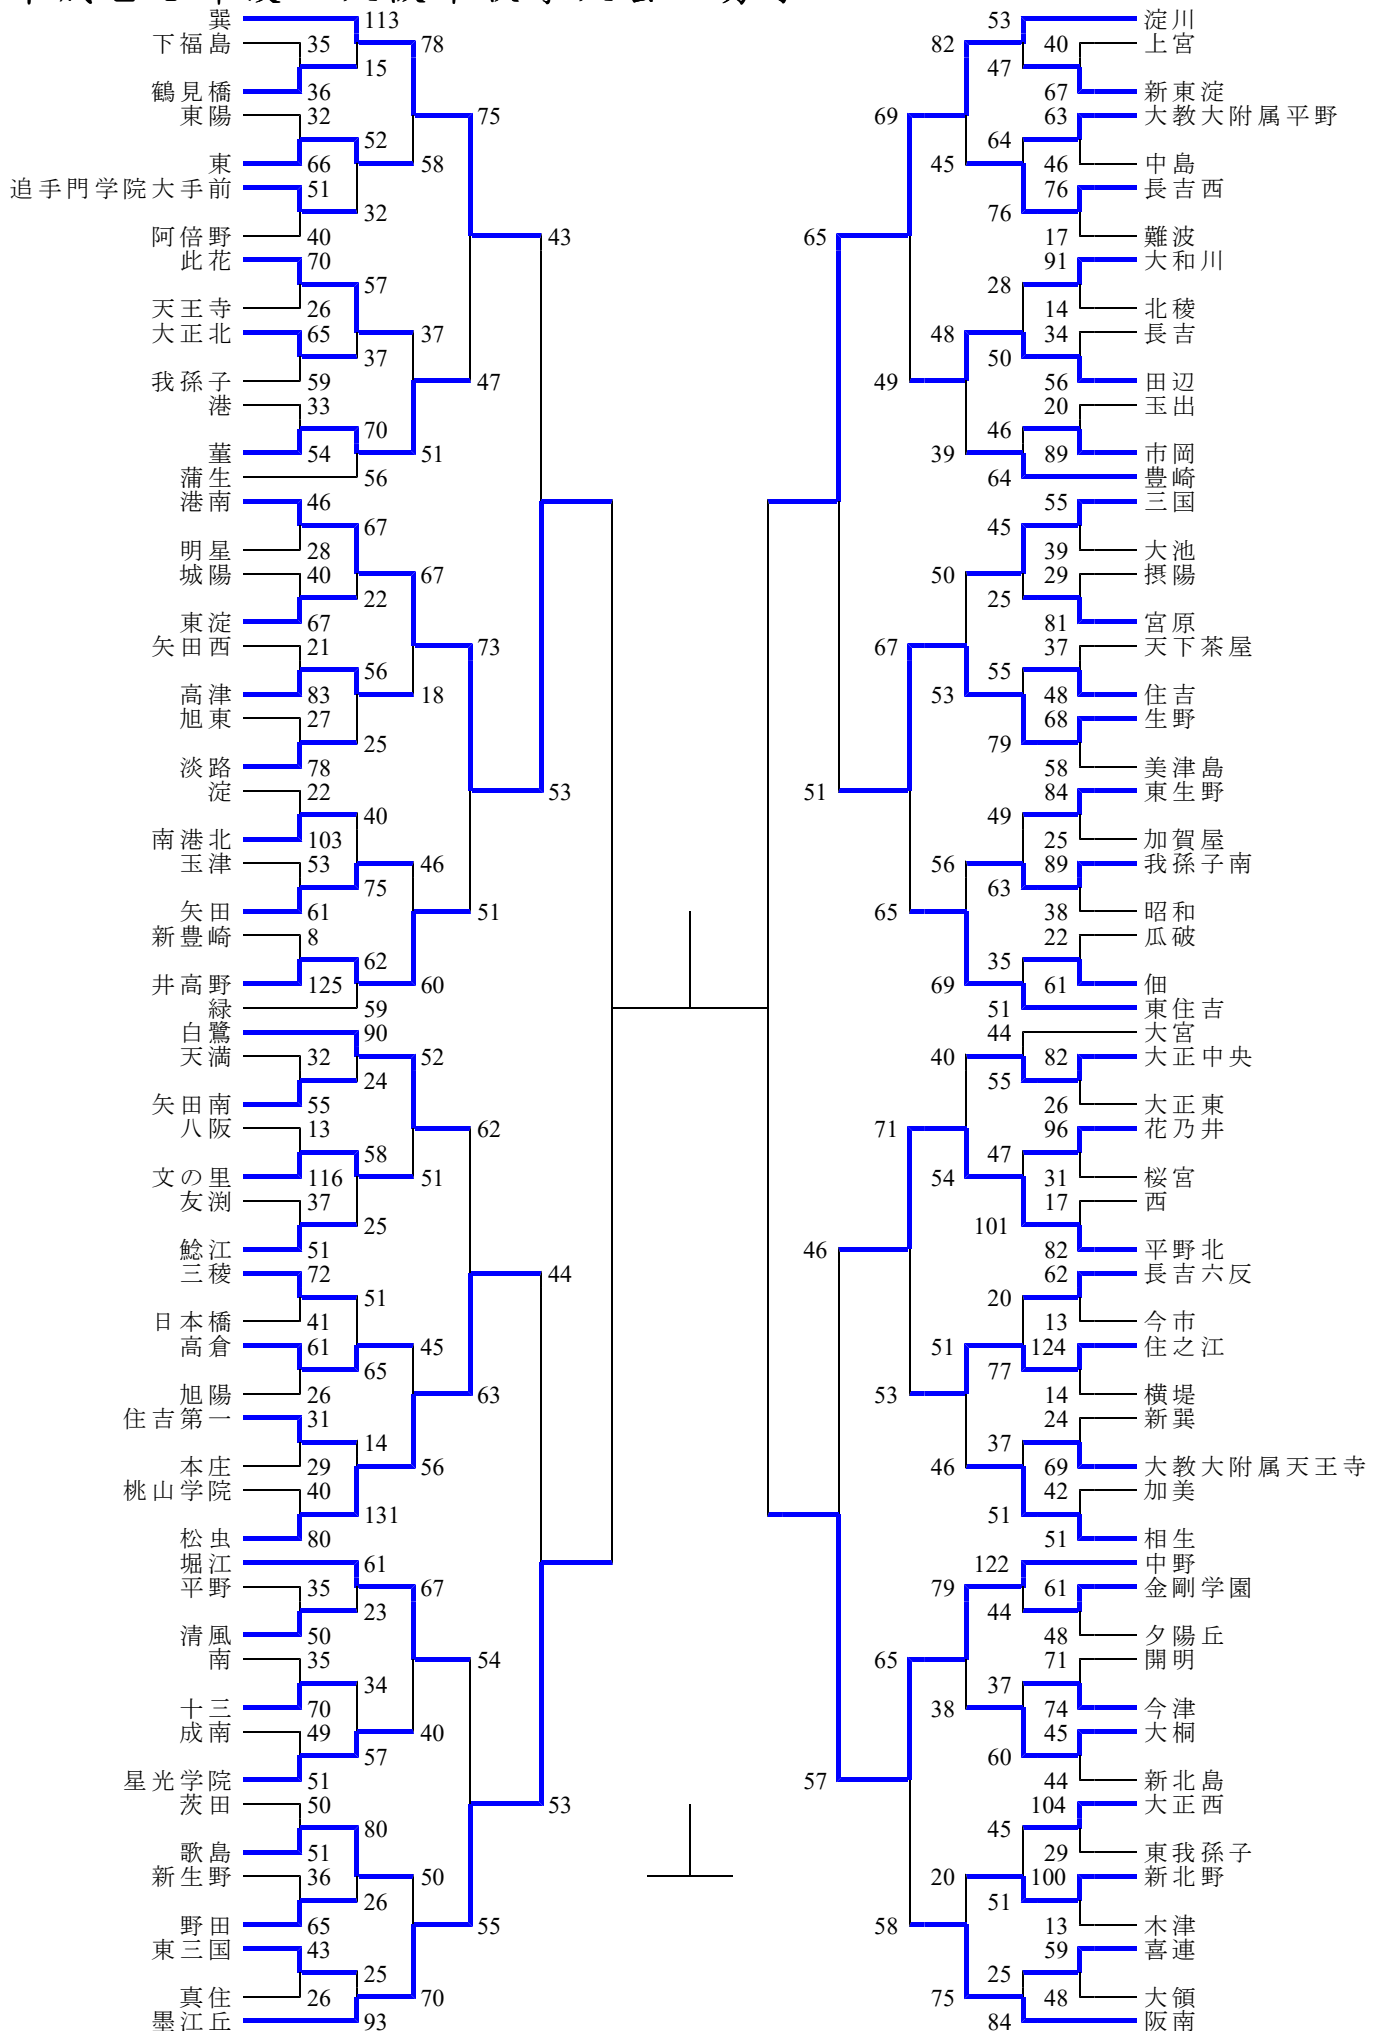 巽 113 53 淀川
下福島 35 78 82 40 上宮
15 47
鶴見橋 36 67 新東淀
東陽 32 75 69 63 大教大附属平野
52 64
東 66 58 45 46 中島
追手門学院大手前 51 76 長吉西
32 76
阿倍野 40 43 65 17 難波
此花 70 91 大和川
57 28
天王寺 26 14 北稜
大正北 65 37 48 34 長吉
37 50
我孫子 59 47 49 56 田辺
港 33 20 玉出
70 46
菫 54 51 39 89 市岡
蒲生 56 64 豊崎
港南 46 55 三国
67 45
明星 28 39 大池
城陽 40 67 50 29 摂陽
22 25
東淀 67 81 宮原
矢田西 21 73 67 37 天下茶屋
56 55
高津 83 18 53 48 住吉
旭東 27 68 生野
25 79
淡路 78 58 美津島
淀 22 53 51 84 東生野
40 49
南港北 103 25 加賀屋
玉津 53 46 56 89 我孫子南
75 63
矢田 61 51 65 38 昭和
新豊崎 8 22 瓜破
62 35
井高野 125 60 69 61 佃
緑 59 51 東住吉
白鷺 90 44 大宮
天満 32 52 40 82 大正中央
24 55
矢田南 55 26 大正東
八阪 13 62 71 96 花乃井
58 47
文の里 116 51 54 31 桜宮
友渕 37 17 西
25 101
鯰江 51 46 82 平野北
三稜 72 44 62 長吉六反
51 20
日本橋 41 13 今市
高倉 61 45 51 124 住之江
65 77
旭陽 26 63 53 14 横堤
住吉第一 31 24 新巽
14 37
本庄 29 56 46 69 大教大附属天王寺
桃山学院 40 42 加美
131 51
松虫 80 51 相生
堀江 61 122 中野
平野 35 67 79 61 金剛学園
23 44
清風 50 48 夕陽丘
南 35 54 65 71 開明
34 37
十三 70 38 74 今津
成南 49 40 45 大桐
57 60
星光学院 51 57 44 新北島
茨田 50 53 104 大正西
80 45
歌島 51 29 東我孫子
新生野 36 50 20 100 新北野
26 51
野田 65 55 58 13 木津
東三国 43 59 喜連
25 25
真住 26 70 75 48 大領
墨江丘 93 84 阪南